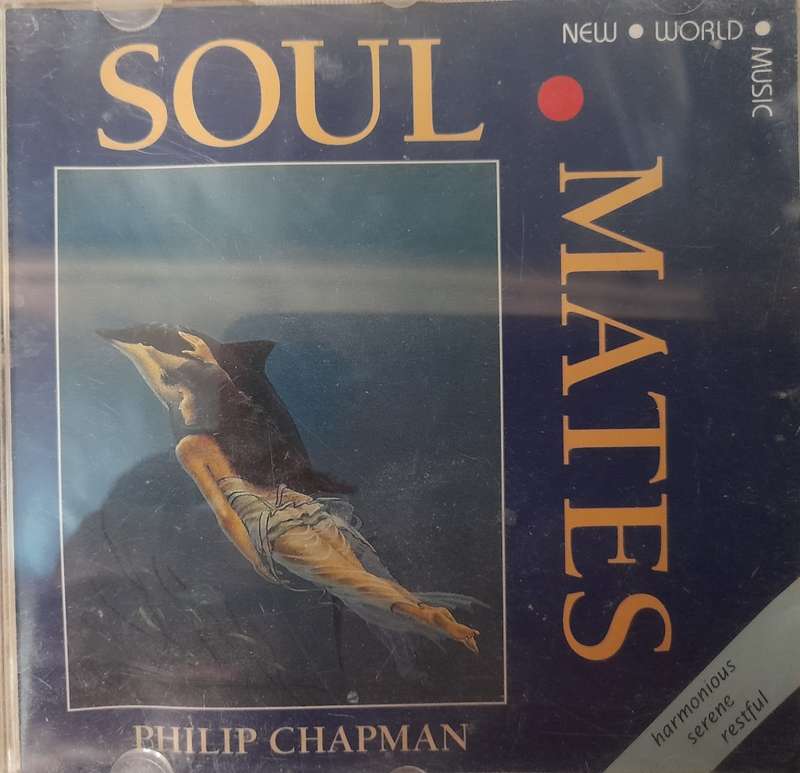 SOUL
NEW • WORLD • MUSIC
MATES
PHILIP CHAPMAN
harmonious
serene
restful